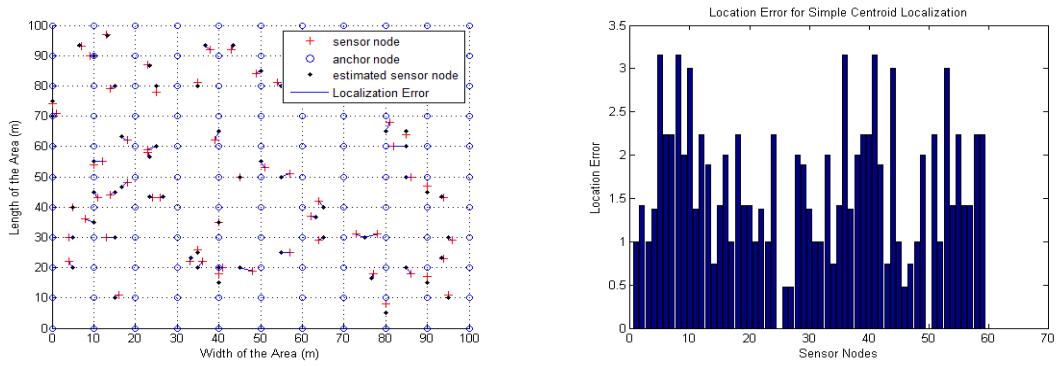 100
90
80
70
60
50
40
30
20
10
0
0 10 20 30 40 50 60 70 80 90 100
Length of the Area (m)
Width of the Area (m)
sensor node
anchor node
estimated sensor node
Localization Error
Location Error for Simple Centroid Localization
3.5
3
2.5
2
1.5
1
0.5
0
0 10 20 30 40 50 60 70
Location Error
Sensor Nodes